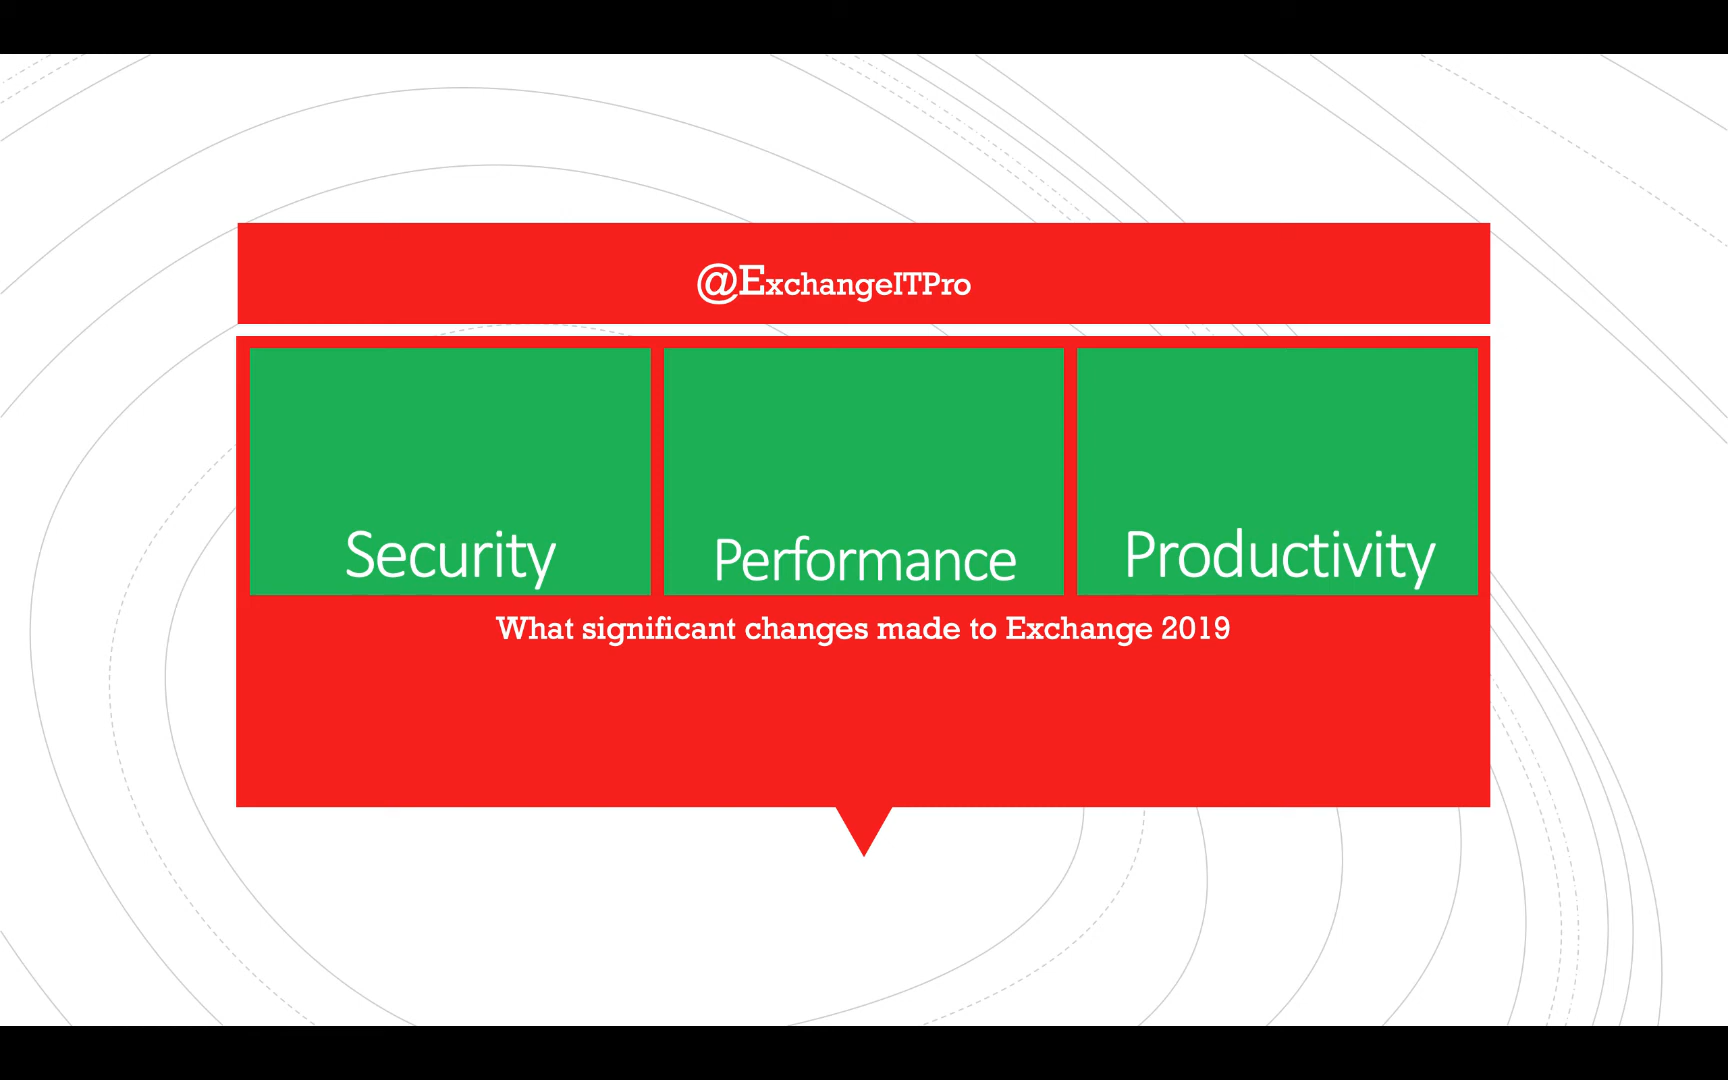 @ExchangeITPro
Security
Performance
Productivity
What significant changes made to Exchange 2019